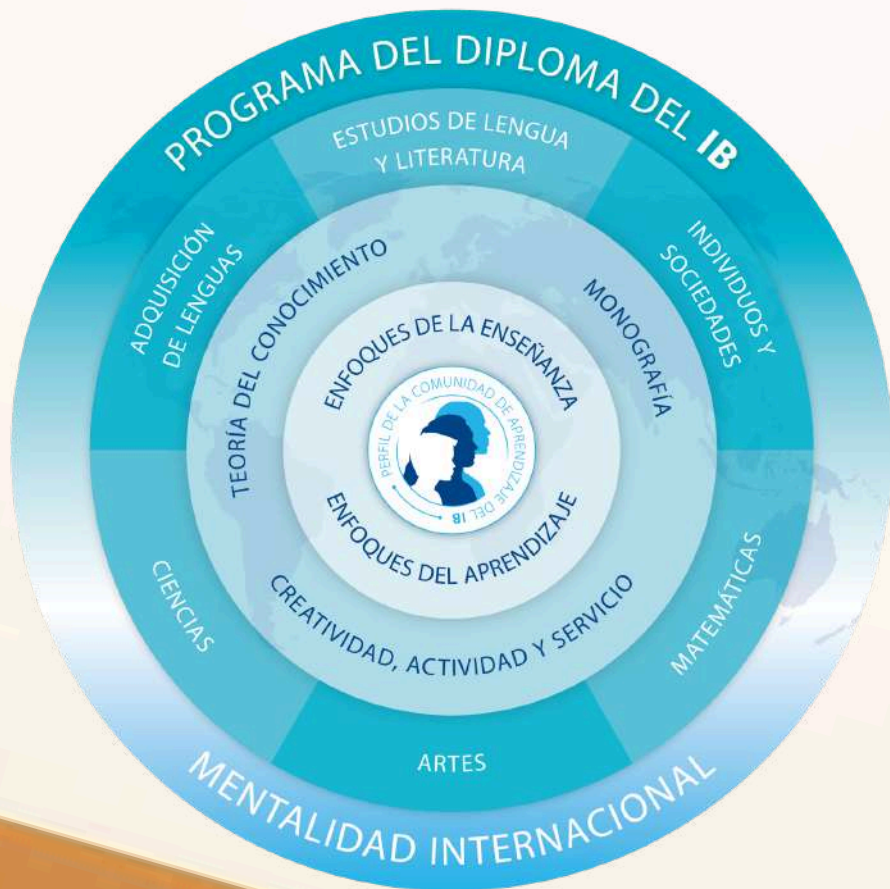 PROGRAMA DEL DIPLOMA DEL IB
ESTUDIOS DE LENGUA
Y LITERATURA
ADQUISICIÓN
DE LENGUAS
INDIVIDUOS Y
SOCIEDADES
TEORÍA DEL CONOCIMIENTO
MONOGRAFÍA
ENFOQUES DE LA ENSEÑANZA
PERFIL DE LA COMUNIDAD DE APRENDIZAJE DEL IB
ENFOQUES DEL APRENDIZAJE
CREATIVIDAD, ACTIVIDAD Y SERVICIO
CIENCIAS
MATEMÁTICAS
ARTES
MENTALIDAD INTERNACIONAL